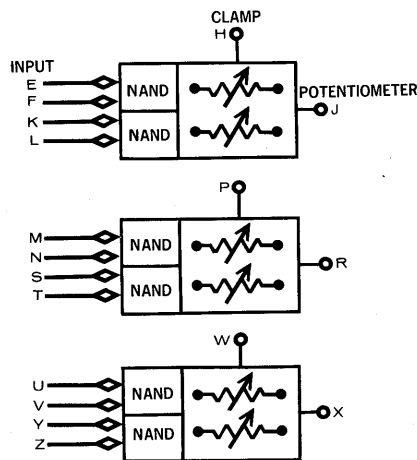 CLAMP
H
INPUT
E
F
K
L
NAND
NAND
POTENTIOMETER
J
P
M
N
S
T
NAND
NAND
R
W
U
V
Y
Z
NAND
NAND
X